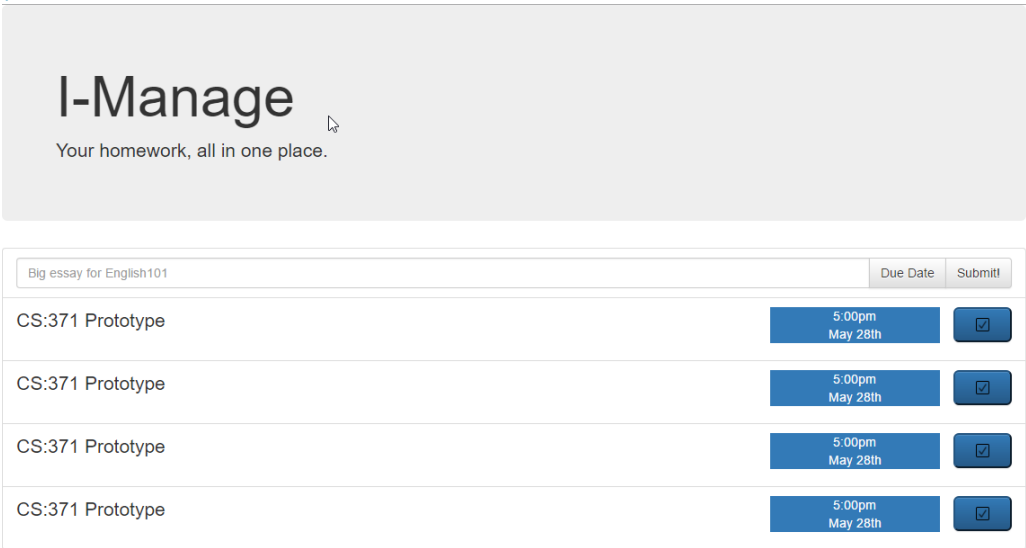 I-Manage
Your homework, all in one place.
Big essay for English101 Due Date Submit!
CS:371 Prototype
5:00pm
May 28th
CS:371 Prototype
5:00pm
May 28th
CS:371 Prototype
5:00pm
May 28th
CS:371 Prototype
5:00pm
May 28th